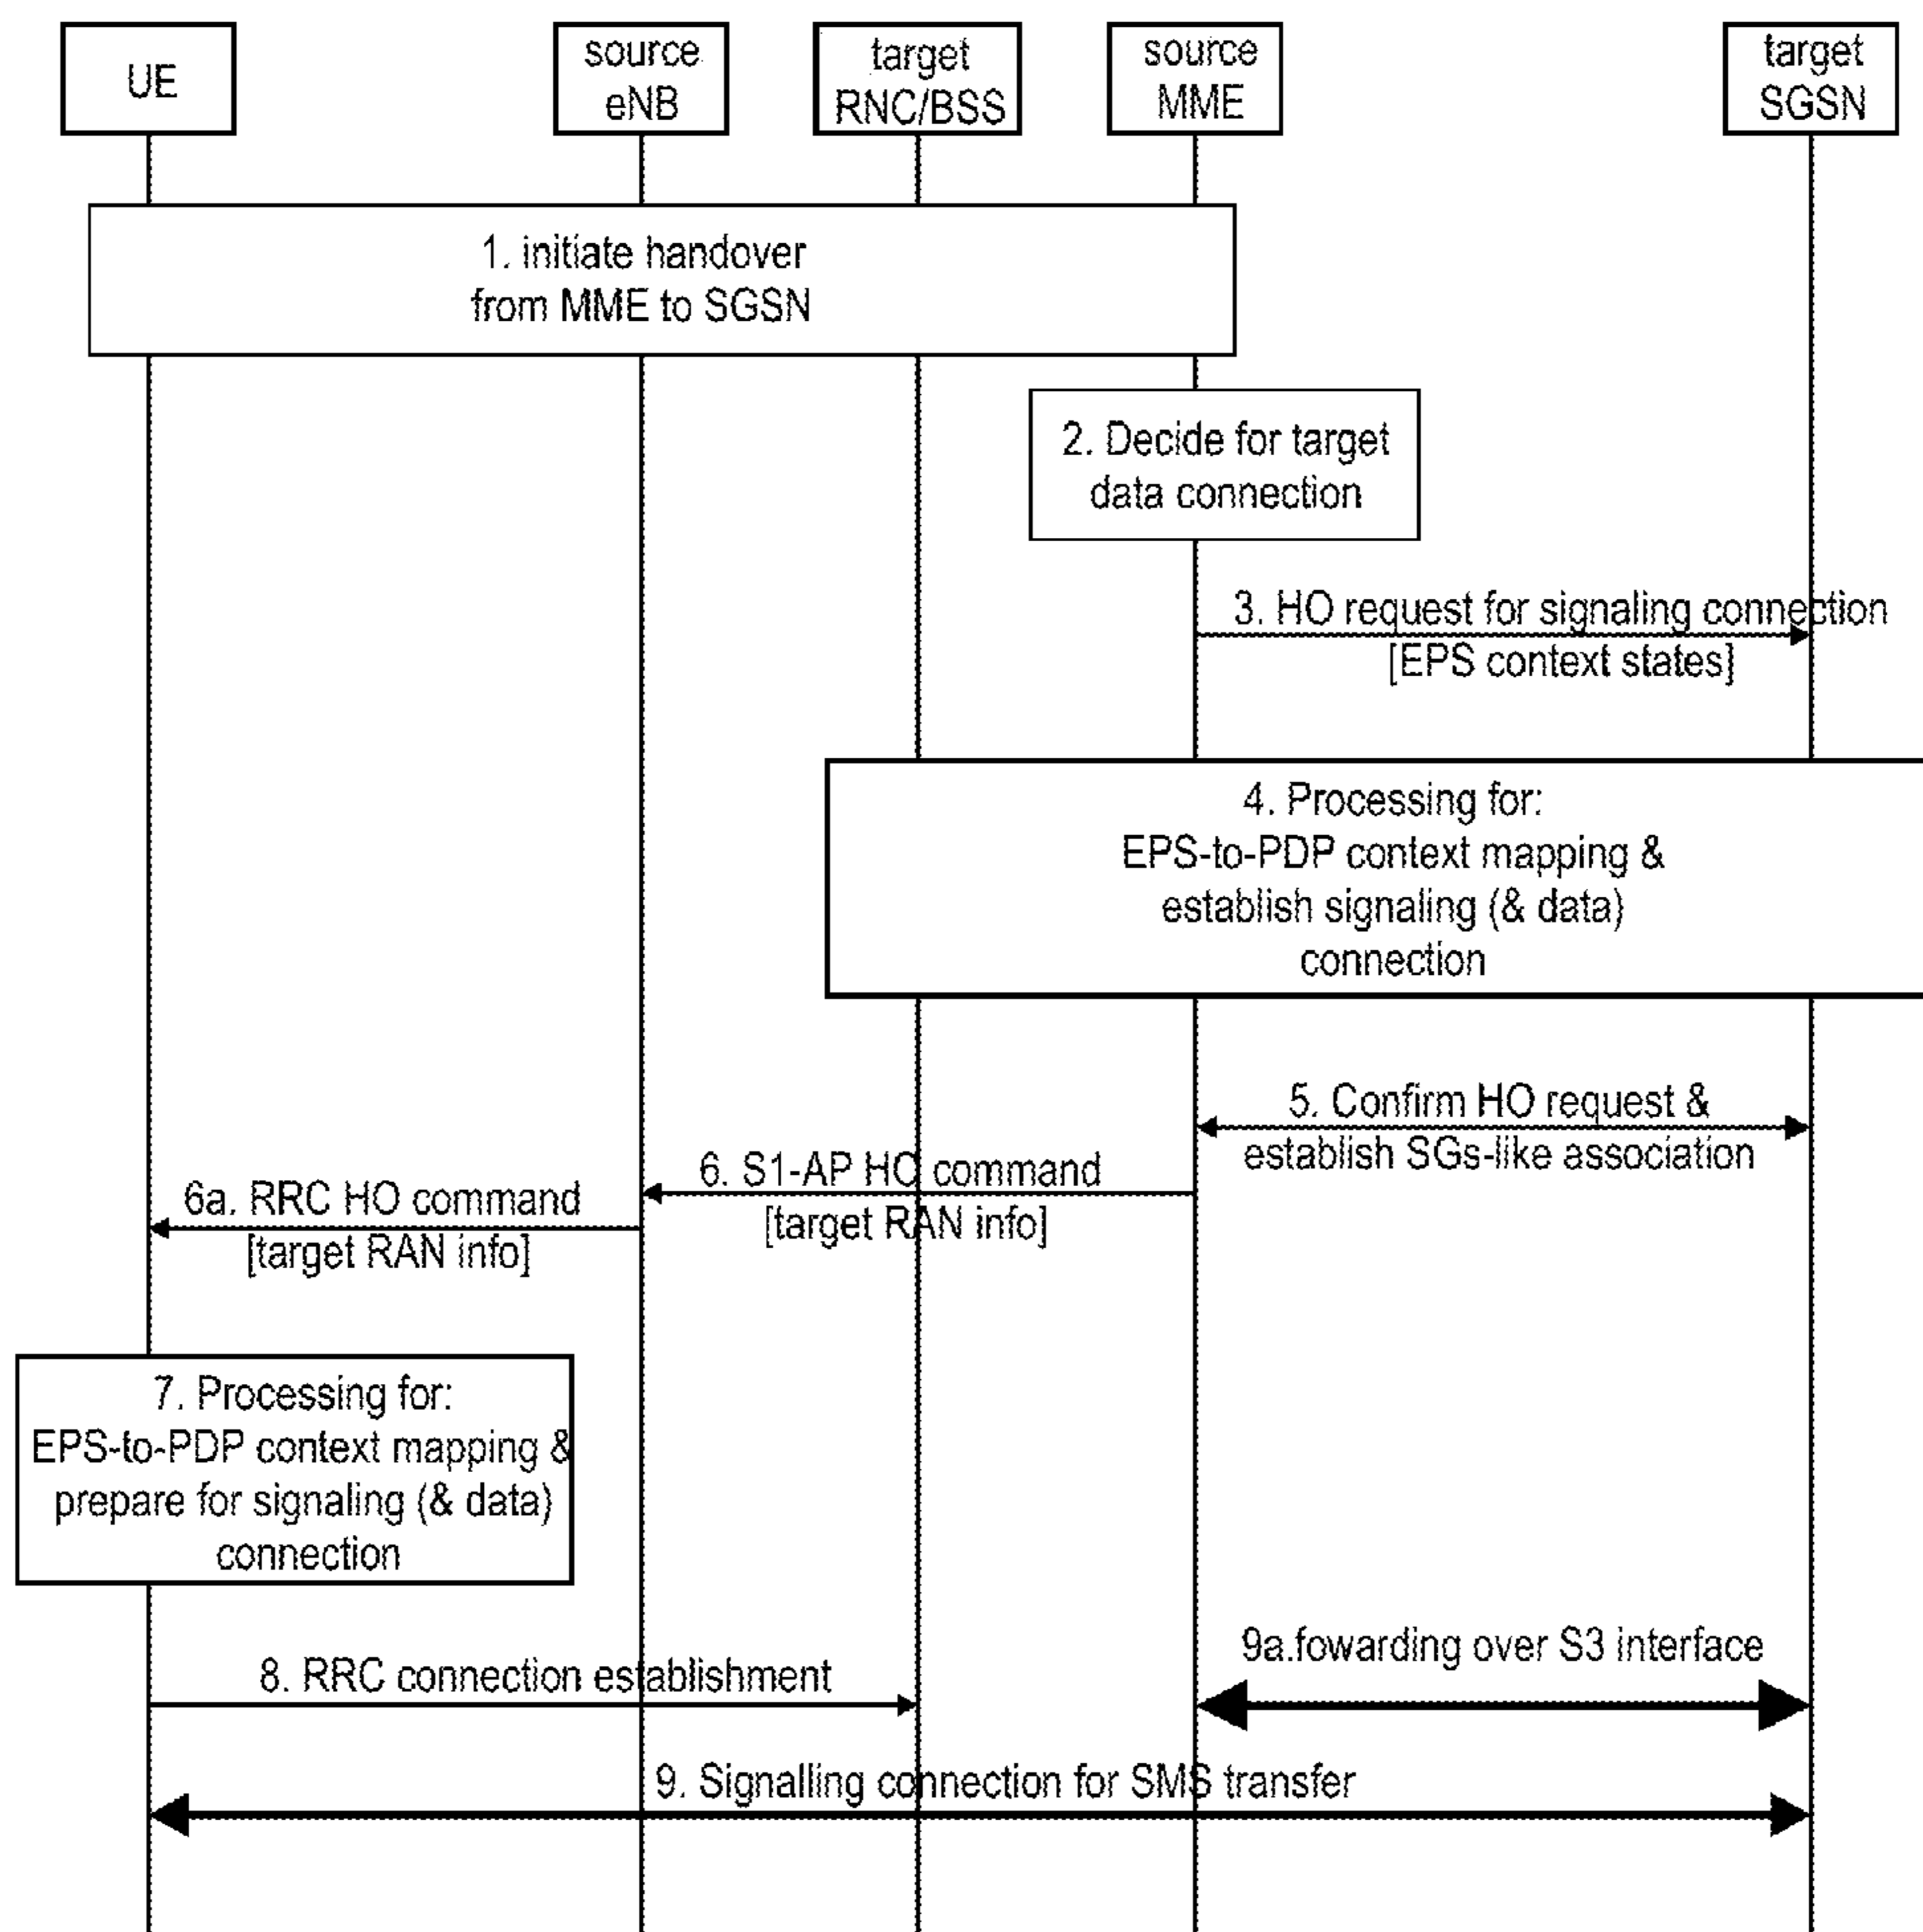 UE
source
eNB
target
RNC/BSS
source
MME
target
SGSN
1. initiate handover
from MME to SGSN
2. Decide for target
data connection
3. HO request for signaling connection
[EPS context states]
4. Processing for:
EPS-to-PDP context mapping &
establish signaling (& data)
connection
5. Confirm HO request &
establish SGs-like association
6. S1-AP HO command
[target RAN info]
6a. RRC HO command
[target RAN info]
7. Processing for:
EPS-to-PDP context mapping &
prepare for signaling (& data)
connection
9a.fowarding over S3 interface
8. RRC connection establishment
9. Signalling connection for SMS transfer